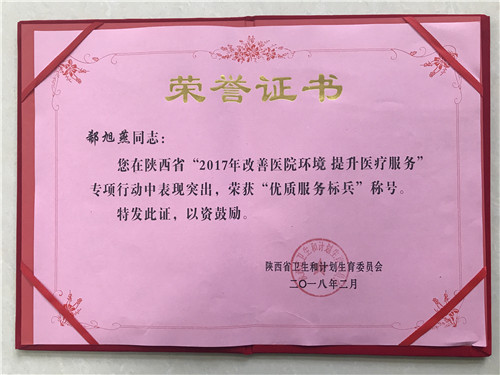 荣誉证书
郝旭燕同志：
您在陕西省“2017年改善医院环境 提升医疗服务”
专项行动中表现突出，荣获“优质服务标兵”称号。
特发此证，以资鼓励。
陕西省卫生和计划生育委员会
二〇一八年二月